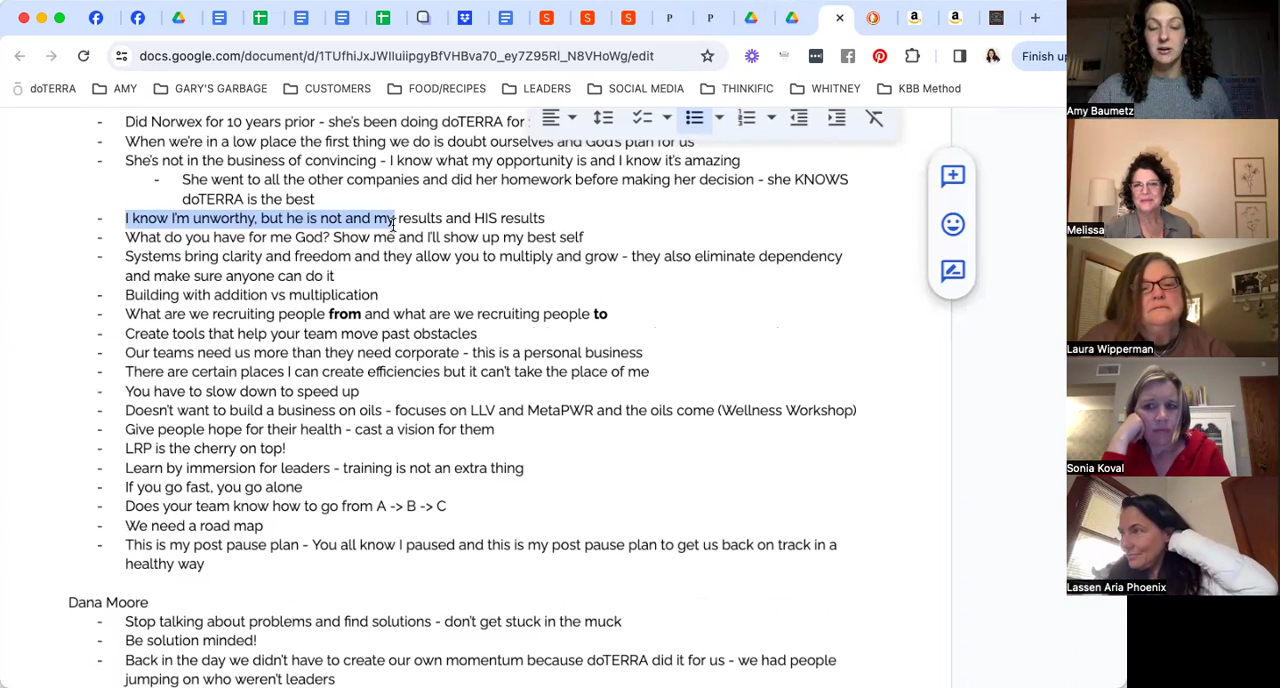 docs.google.com/document/d/1TUfhiJxJWIluiipgyBfVHBva70_ey7Z95Rl_N8VHoWg/edit
Finish u
doTERRA AMY GARY'S GARBAGE CUSTOMERS FOOD/RECIPES LEADERS SOCIAL MEDIA THINKIFIC WHITNEY KBB Method
- Did Norwex for 10 years prior - she's been doing doTERRA for
- When we're in a low place the first thing we do is doubt ourselves and God's plan for us
- She's not in the business of convincing - I know what my opportunity is and I know it's amazing
- She went to all the other companies and did her homework before making her decision - she KNOWS
doTERRA is the best
- I know I'm unworthy, but he is not and my results and HIS results
- What do you have for me God? Show me and I'll show up my best self
- Systems bring clarity and freedom and they allow you to multiply and grow - they also eliminate dependency
and make sure anyone can do it
- Building with addition vs multiplication
- What are we recruiting people from and what are we recruiting people to
- Create tools that help your team move past obstacles
- Our teams need us more than they need corporate - this is a personal business
- There are certain places I can create efficiencies but it can't take the place of me
- You have to slow down to speed up
- Doesn't want to build a business on oils - focuses on LLV and MetaPWR and the oils come (Wellness Workshop)
- Give people hope for their health - cast a vision for them
- LRP is the cherry on top!
- Learn by immersion for leaders - training is not an extra thing
- If you go fast, you go alone
- Does your team know how to go from A -> B -> C
- We need a road map
- This is my post pause plan - You all know I paused and this is my post pause plan to get us back on track in a
healthy way
Dana Moore
- Stop talking about problems and find solutions - don't get stuck in the muck
- Be solution minded!
- Back in the day we didn't have to create our own momentum because doTERRA did it for us - we had people
jumping on who weren't leaders
Amy Baumetz
Melissa
Laura Wipperman
Sonia Koval
Lassen Aria Phoenix